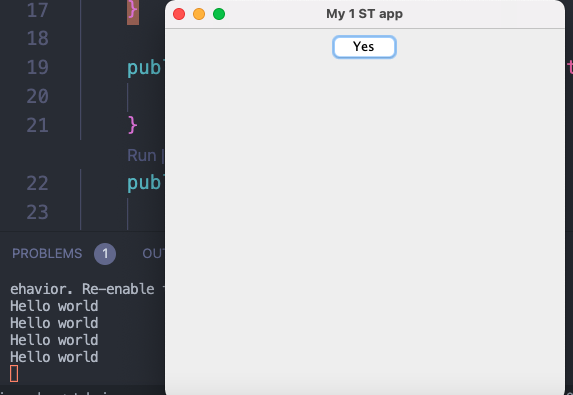 My 1 ST app
Yes
17 }
18
19 publ
20
21 }
Run |
22 publ
23
PROBLEMS 1 OU
ehavior. Re-enable
Hello world
Hello world
Hello world
Hello world